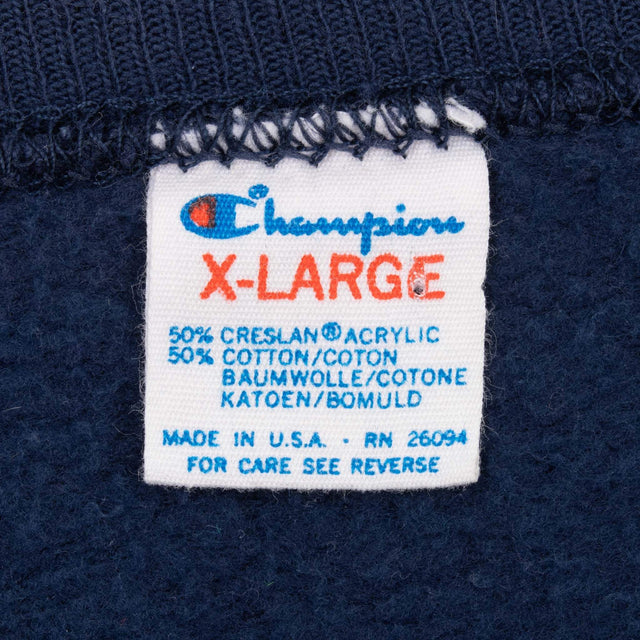 Champion®
X-LARGE
50% CRESLAN® ACRYLIC
50% COTTON/COTON
BAUMWOLLE/COTONE
KATOEN/BOMULD
MADE IN U.S.A. · RN 26094
FOR CARE SEE REVERSE